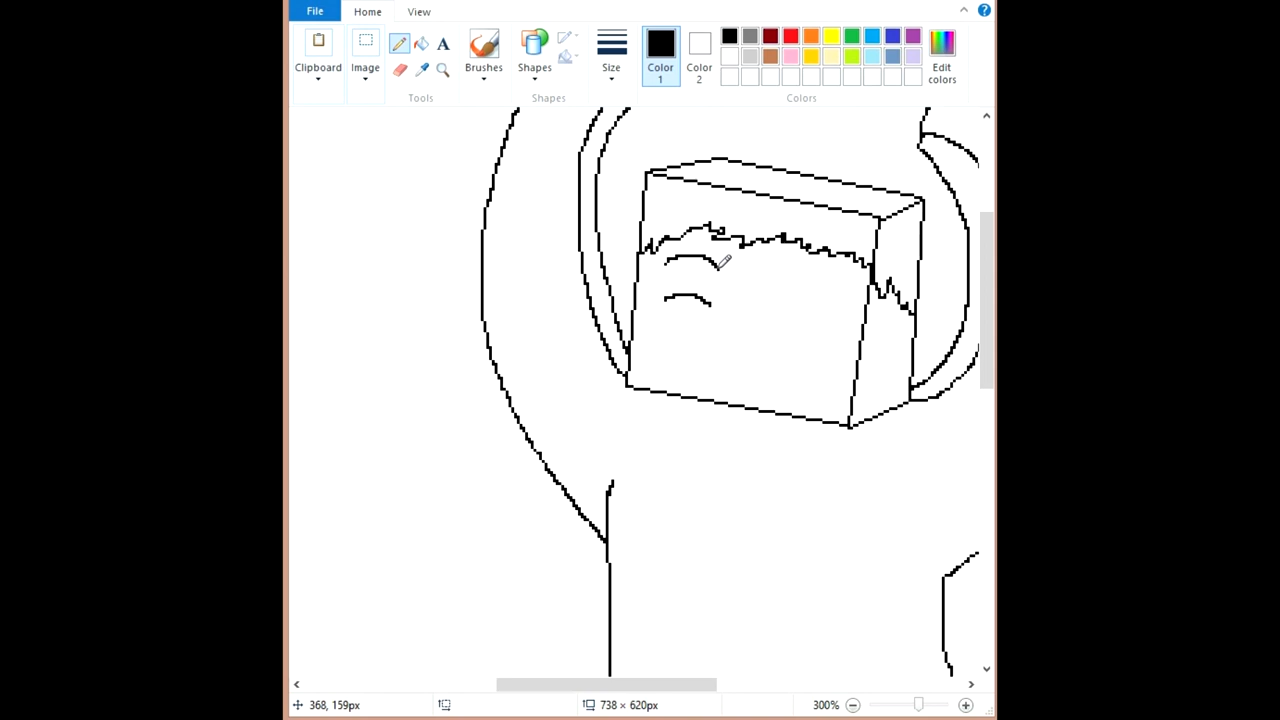 File Home View
Clipboard Image Brushes Shapes Size Color 1 Color 2 Edit colors
Tools Shapes Colors
368, 159px 738 × 620px 300%